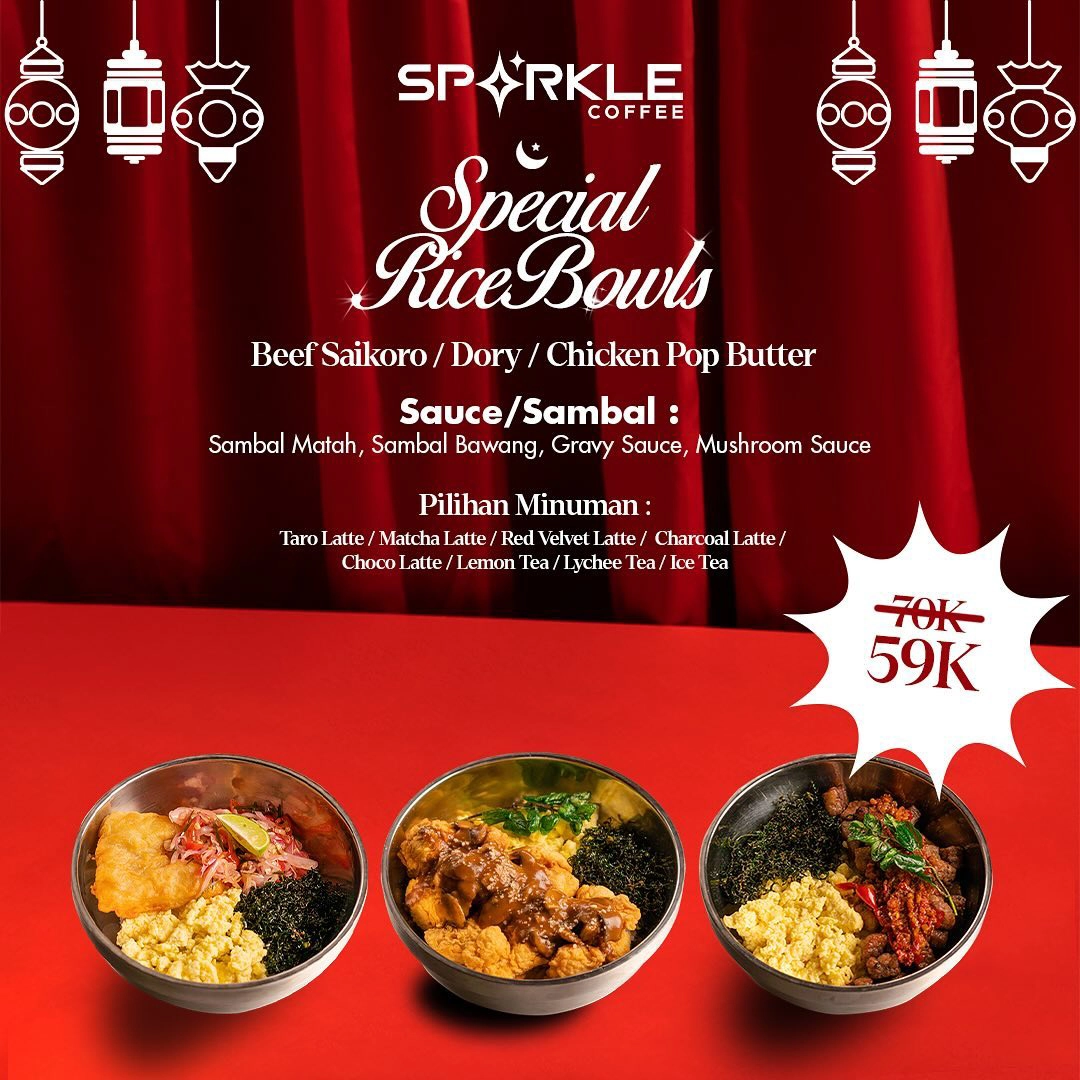 SPARKLE
COFFEE
Special
Rice Bowls
Beef Saikoro / Dory / Chicken Pop Butter
Sauce/Sambal :
Sambal Matah, Sambal Bawang, Gravy Sauce, Mushroom Sauce
Pilihan Minuman :
Taro Latte / Matcha Latte / Red Velvet Latte / Charcoal Latte /
Choco Latte / Lemon Tea / Lychee Tea / Ice Tea
70K
59K